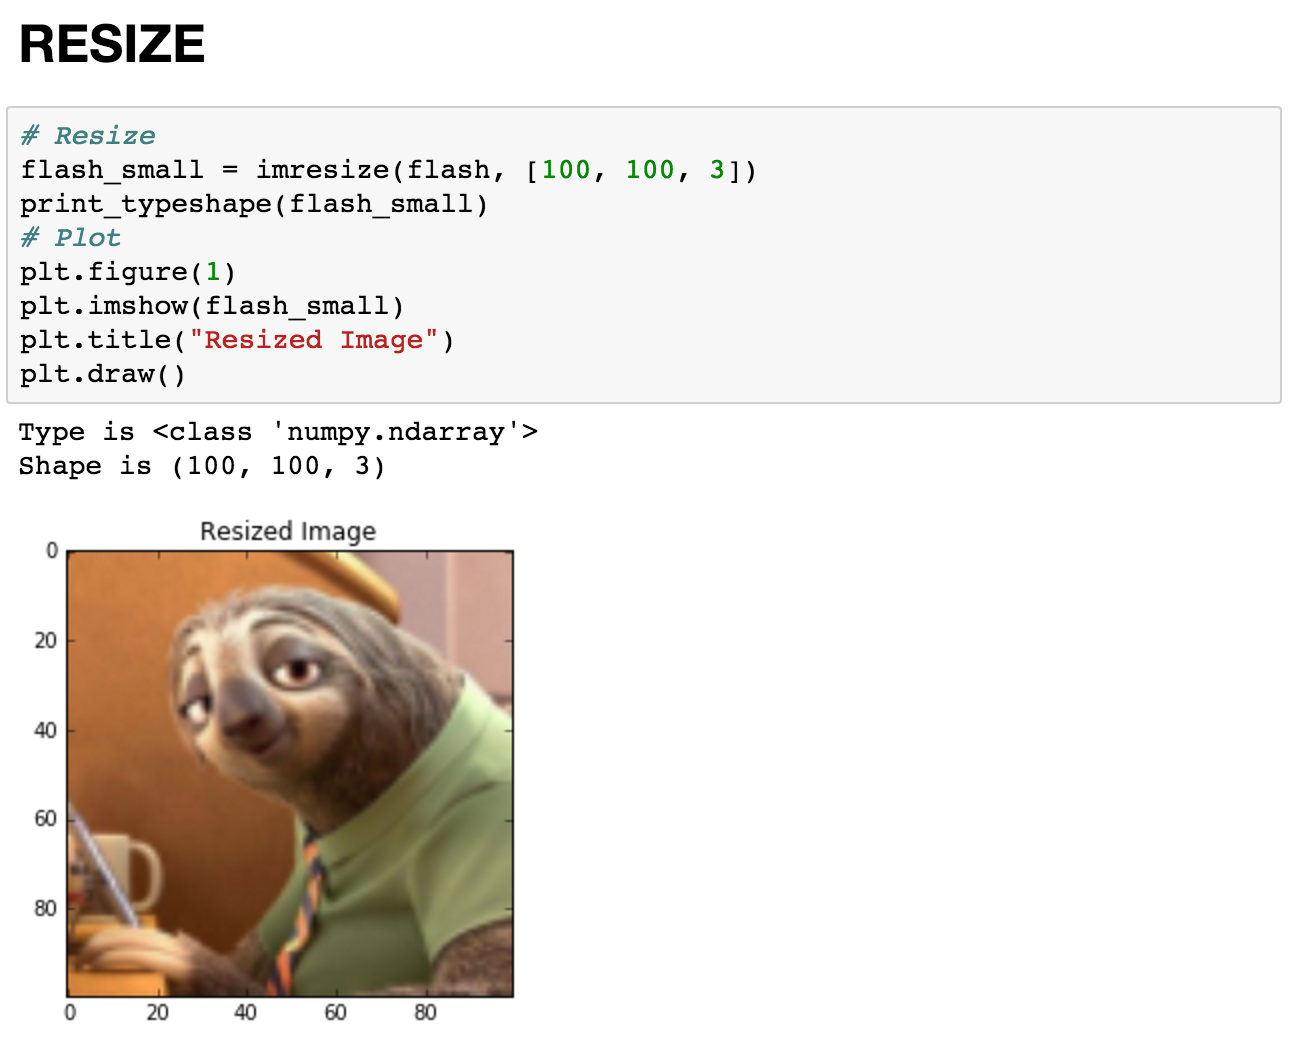 RESIZE
# Resize
flash_small = imresize(flash, [100, 100, 3])
print_typeshape(flash_small)
# Plot
plt.figure(1)
plt.imshow(flash_small)
plt.title("Resized Image")
plt.draw()
Type is <class 'numpy.ndarray'>
Shape is (100, 100, 3)
Resized Image
0
20
40
60
80
0 20 40 60 80